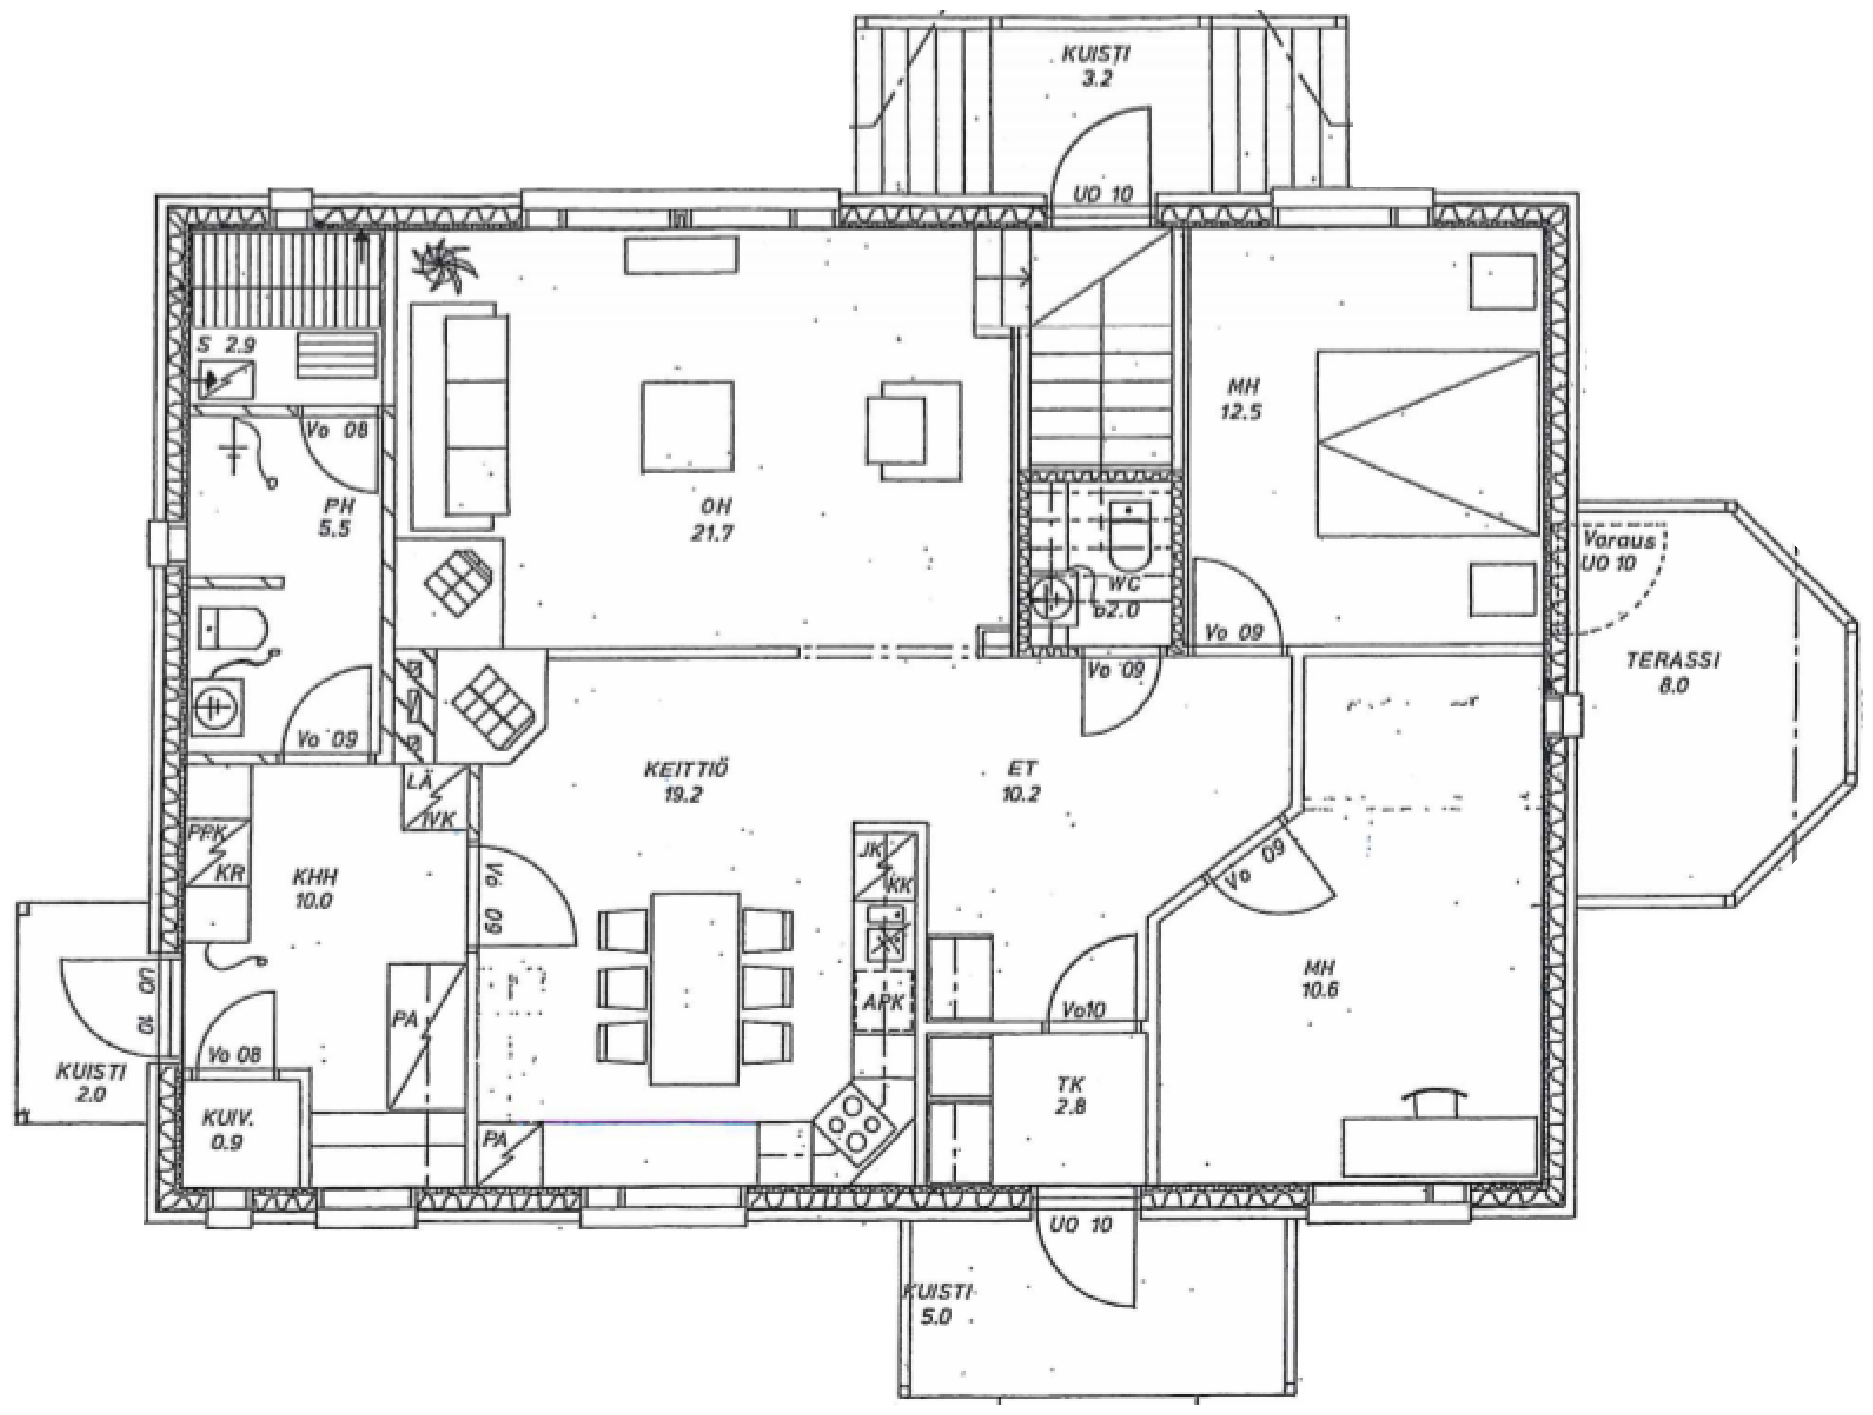 KUISTI
3.2
UO 10
S 2.9
Vo 08
PH
5.5
OH
21.7
MH
12.5
WC
2.0
Vo 09
Vo 09
Varaus
UO 10
TERASSI
8.0
Vo 09
LÄ
IVK
KEITTIÖ
19.2
ET
10.2
PPK
KR
KHH
10.0
Vo 09
JK
KK
Vo 09
UO 10
PA
APK
Vo10
MH
10.6
KUISTI
2.0
Vo 08
KUIV.
0.9
PA
TK
2.8
UO 10
KUISTI
5.0